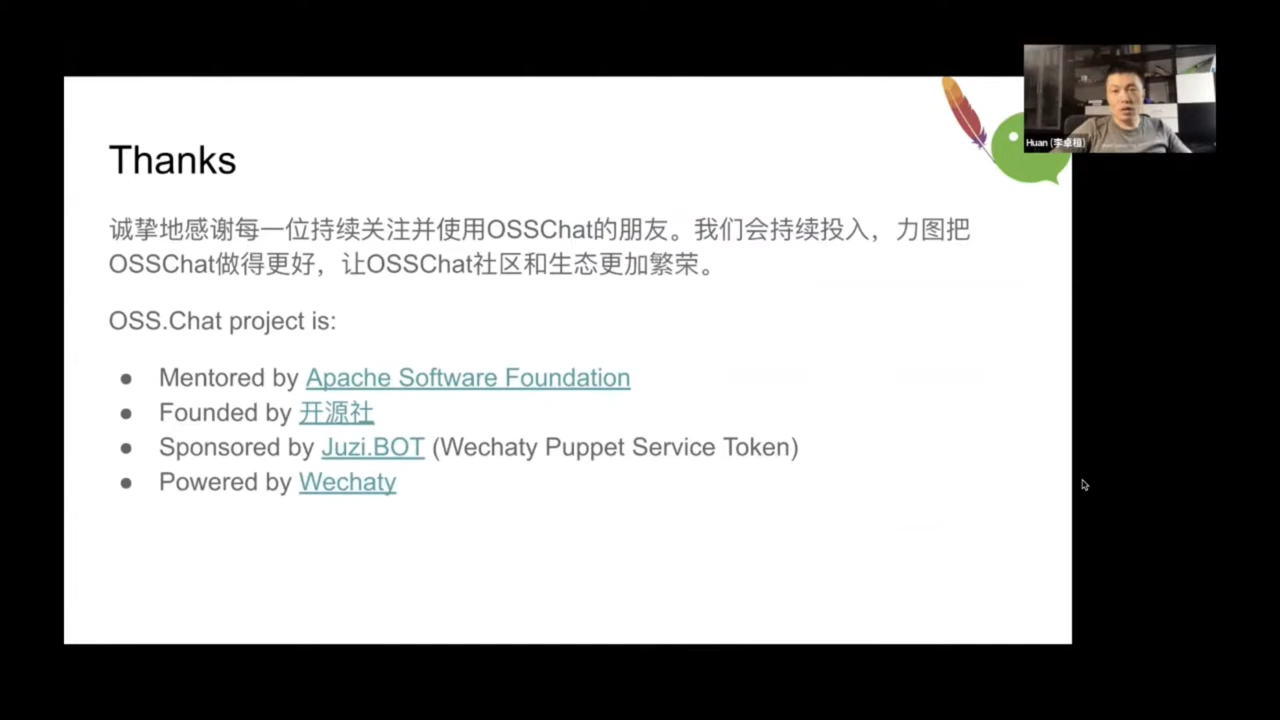 Thanks
诚挚地感谢每一位持续关注并使用OSSChat的朋友。我们会持续投入，力图把
OSSChat做得更好，让OSSChat社区和生态更加繁荣。
OSS.Chat project is:
● Mentored by Apache Software Foundation
● Founded by 开源社
● Sponsored by Juzi.BOT (Wechaty Puppet Service Token)
● Powered by Wechaty
Huan (李卓桓)